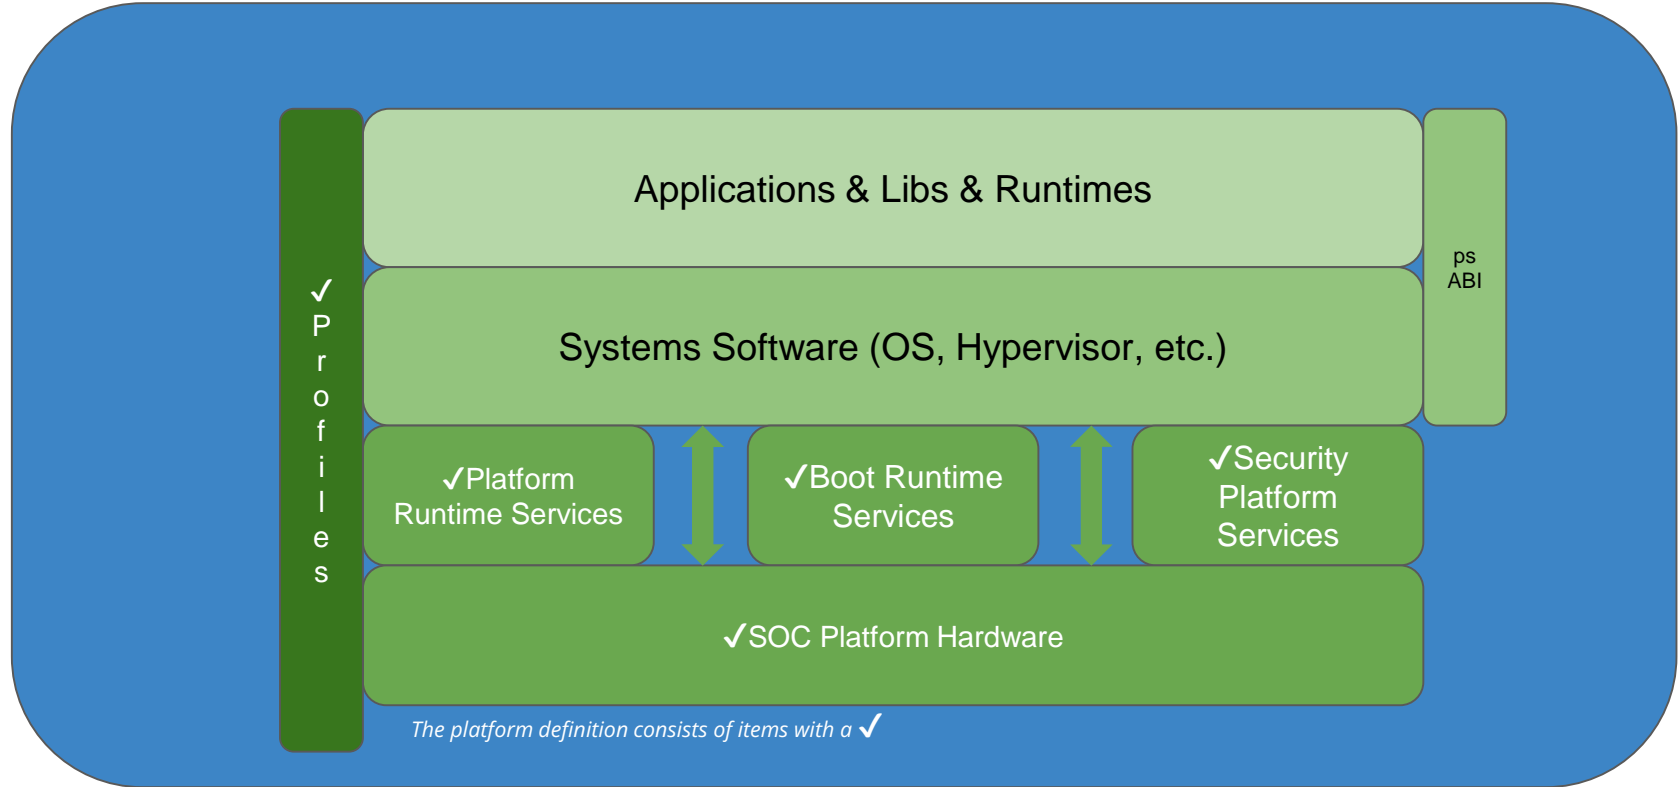 Applications & Libs & Runtimes
ps
ABI
✓
P
r
o
f
i
l
e
s
Systems Software (OS, Hypervisor, etc.)
✓Platform
Runtime Services
✓Boot Runtime
Services
✓Security
Platform
Services
✓SOC Platform Hardware
The platform definition consists of items with a ✓